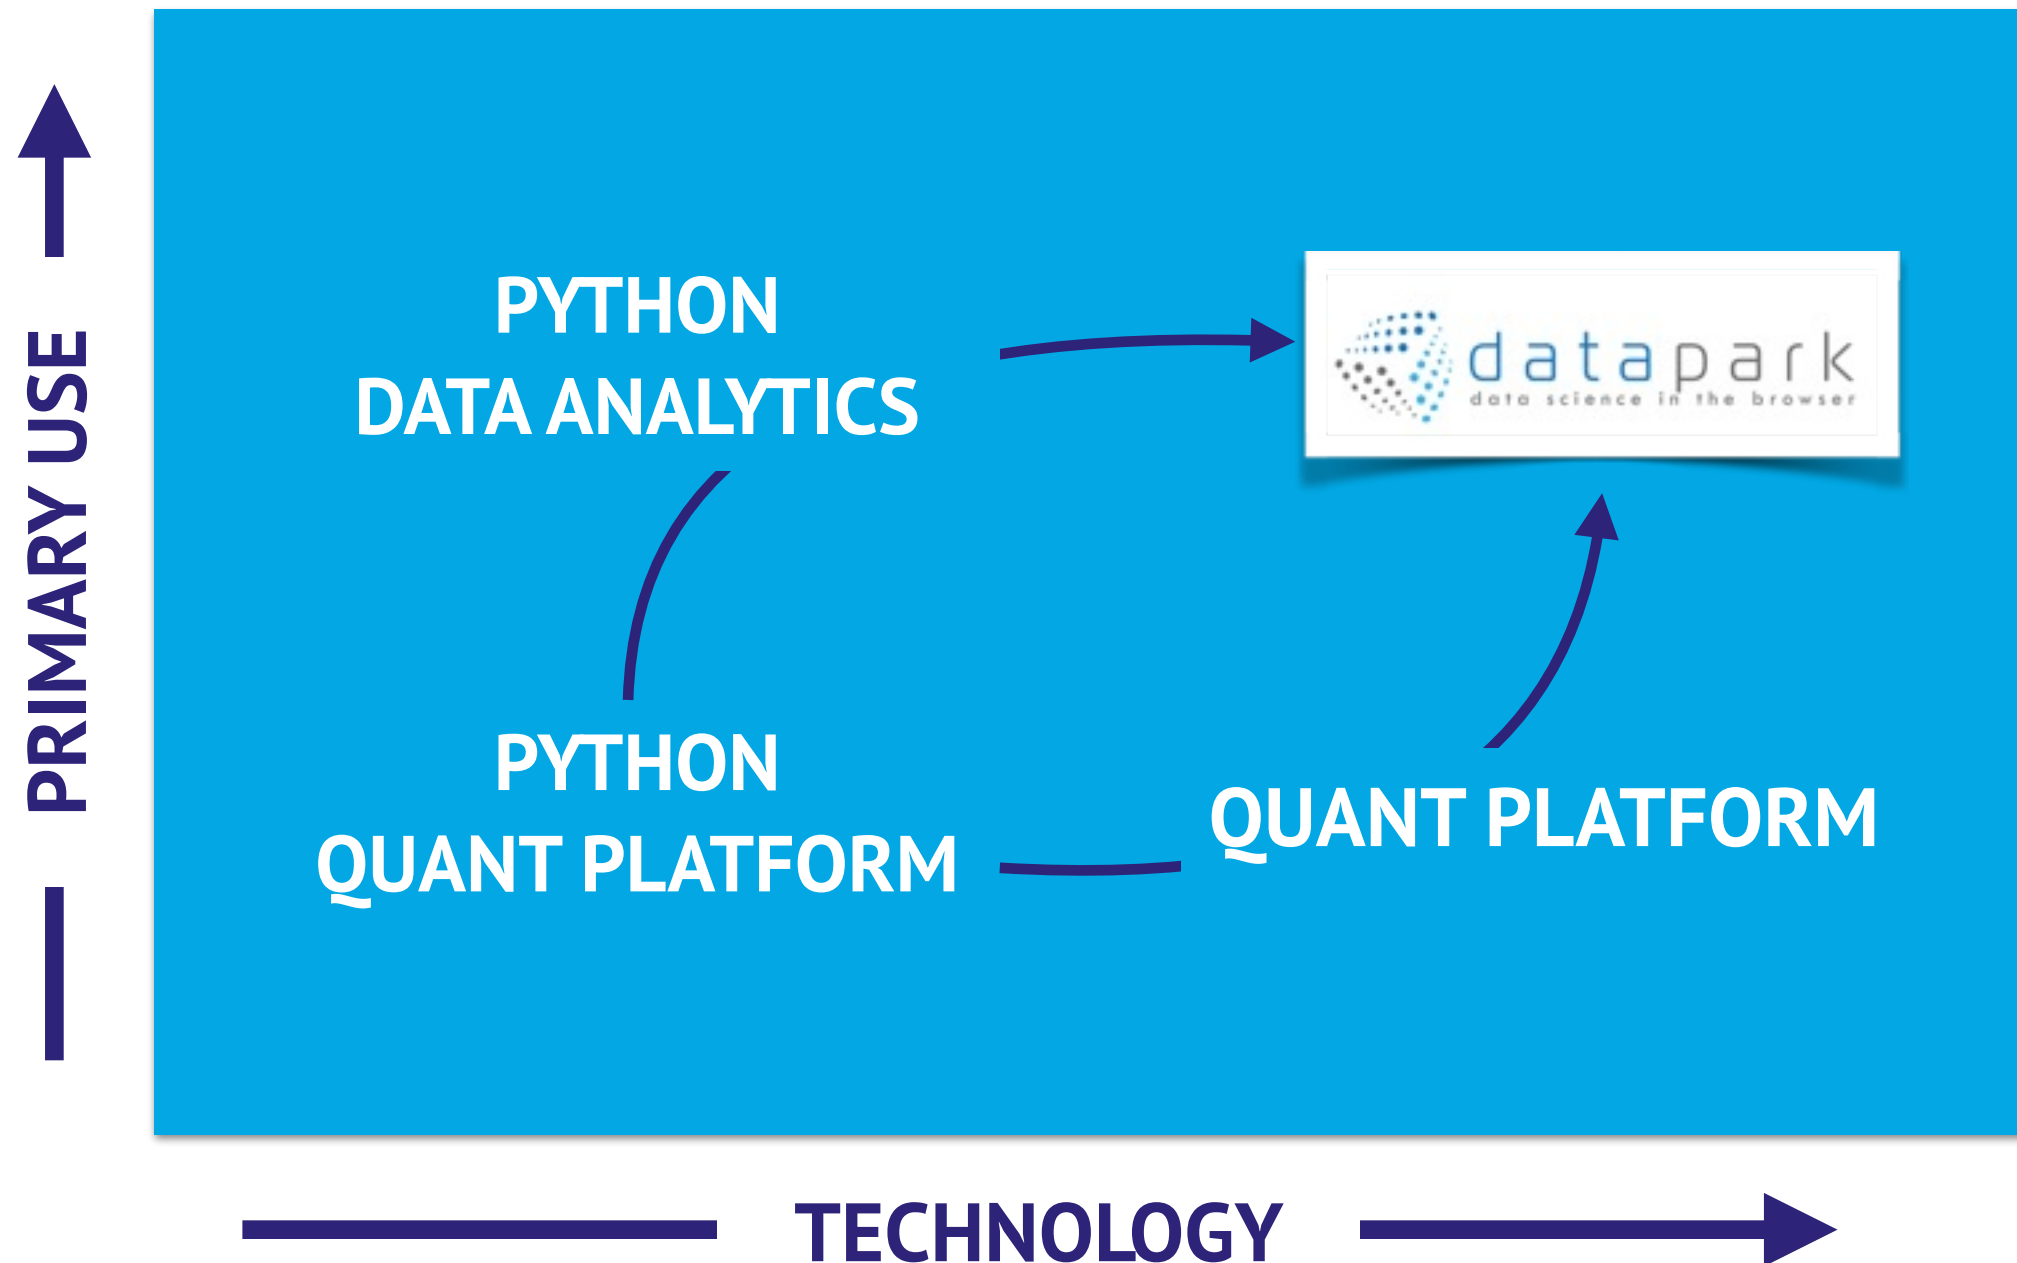 PRIMARY USE
PYTHON
DATA ANALYTICS
datapark
data science in the browser
PYTHON
QUANT PLATFORM
QUANT PLATFORM
TECHNOLOGY